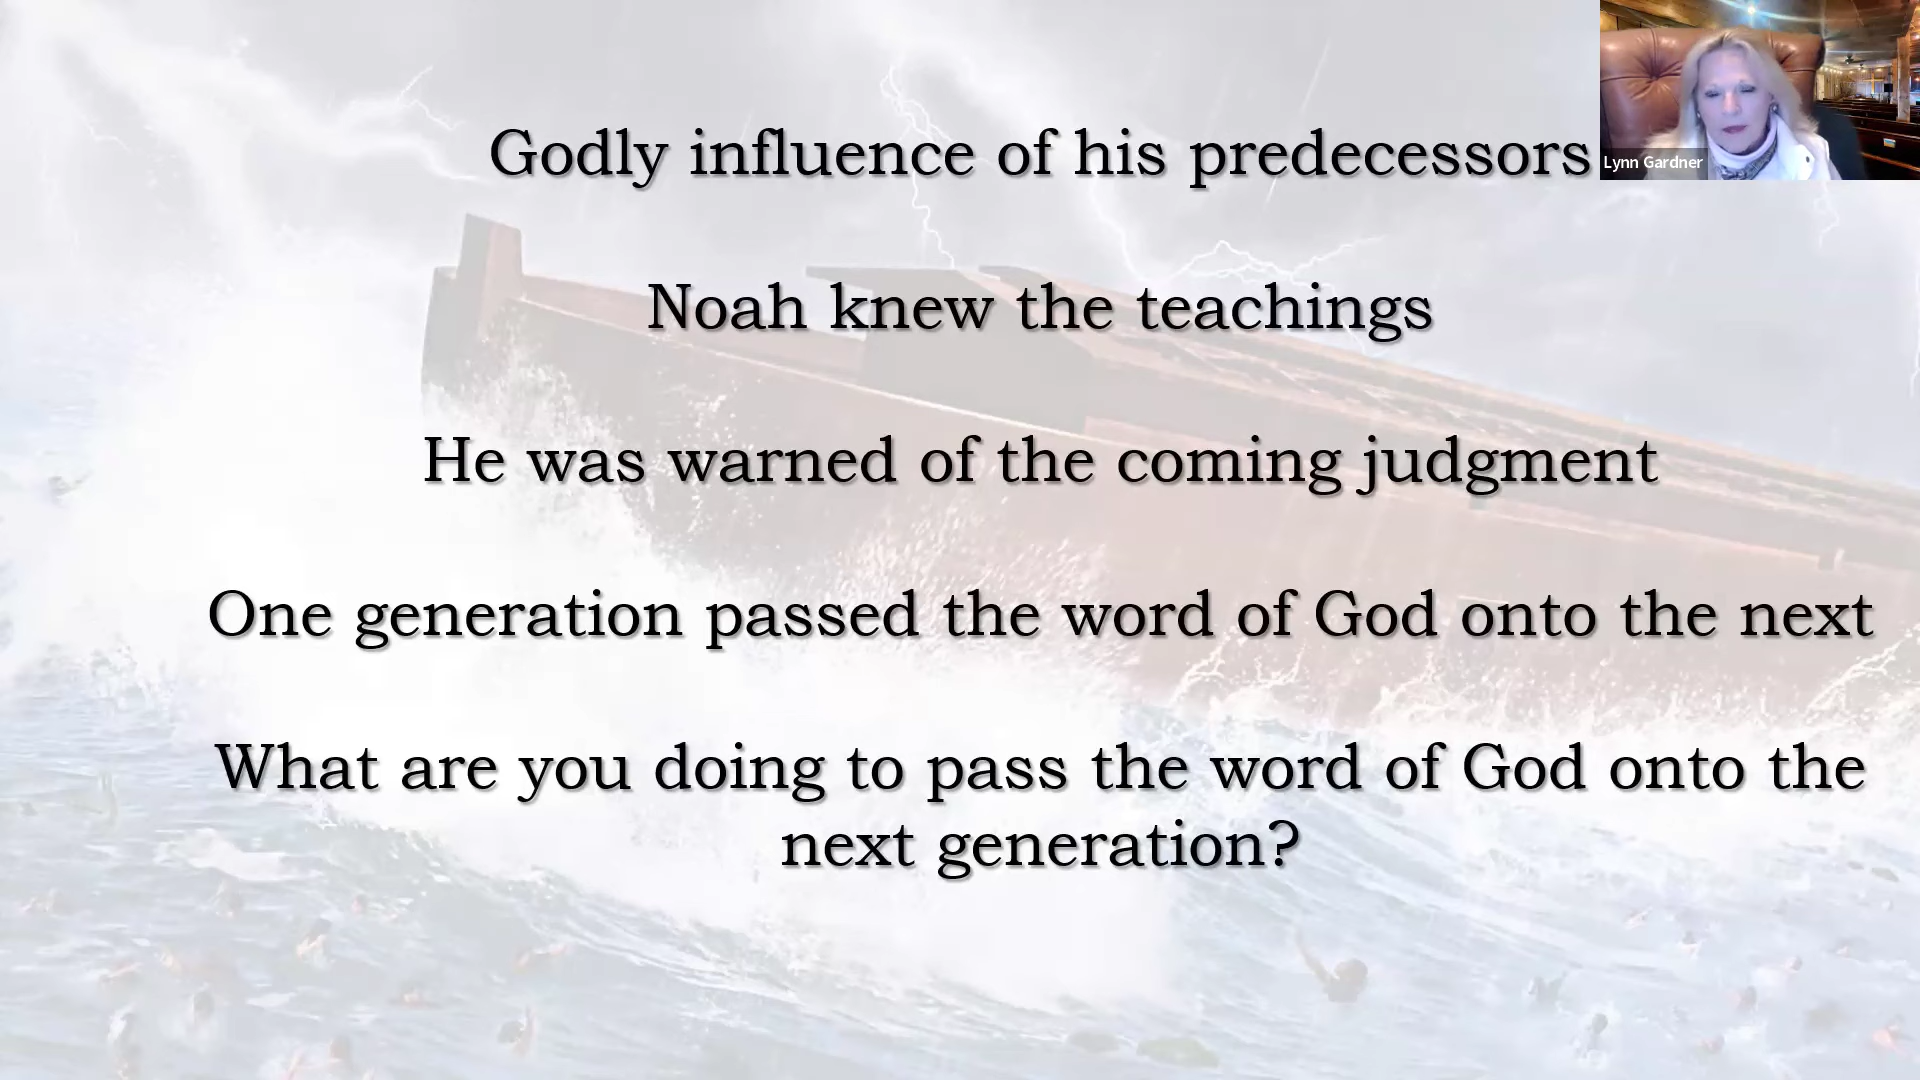 Godly influence of his predecessors
Lynn Gardner
Noah knew the teachings
He was warned of the coming judgment
One generation passed the word of God onto the next
What are you doing to pass the word of God onto the
next generation?